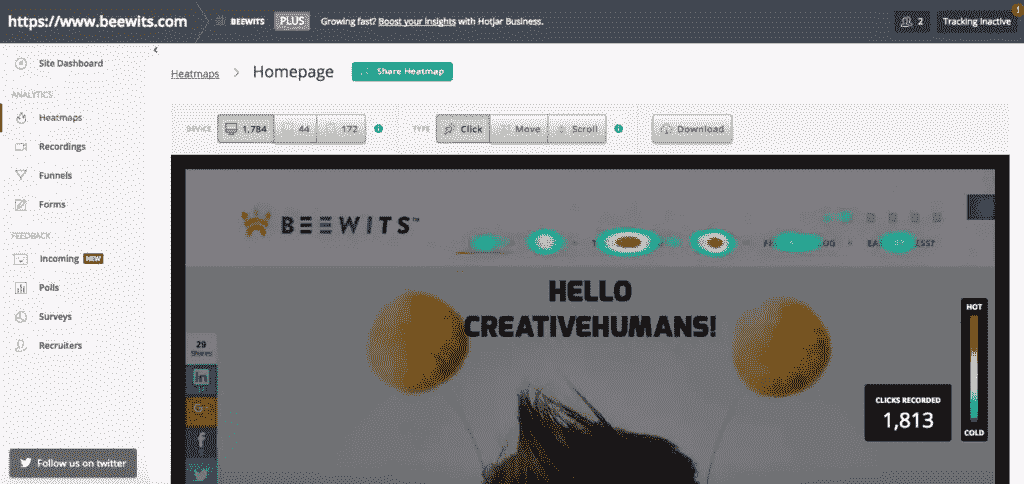 https://www.beewits.com
BEEWITS PLUS Growing fast? Boost your Insights with Hotjar Business.
2 Tracking Inactive
1
Site Dashboard
ANALYTICS
Heatmaps
Recordings
Funnels
Forms
FEEDBACK
Incoming NEW
Polls
Surveys
Recruiters
Follow us on twitter
Heatmaps > Homepage Share Heatmap
DEVICE 1,784 44 172 TYPE Click Move Scroll Download
BEEWITS™
HELLO
CREATIVEHUMANS!
29
Shares
in
G+
f
HOT
COLD
CLICKS RECORDED
1,813